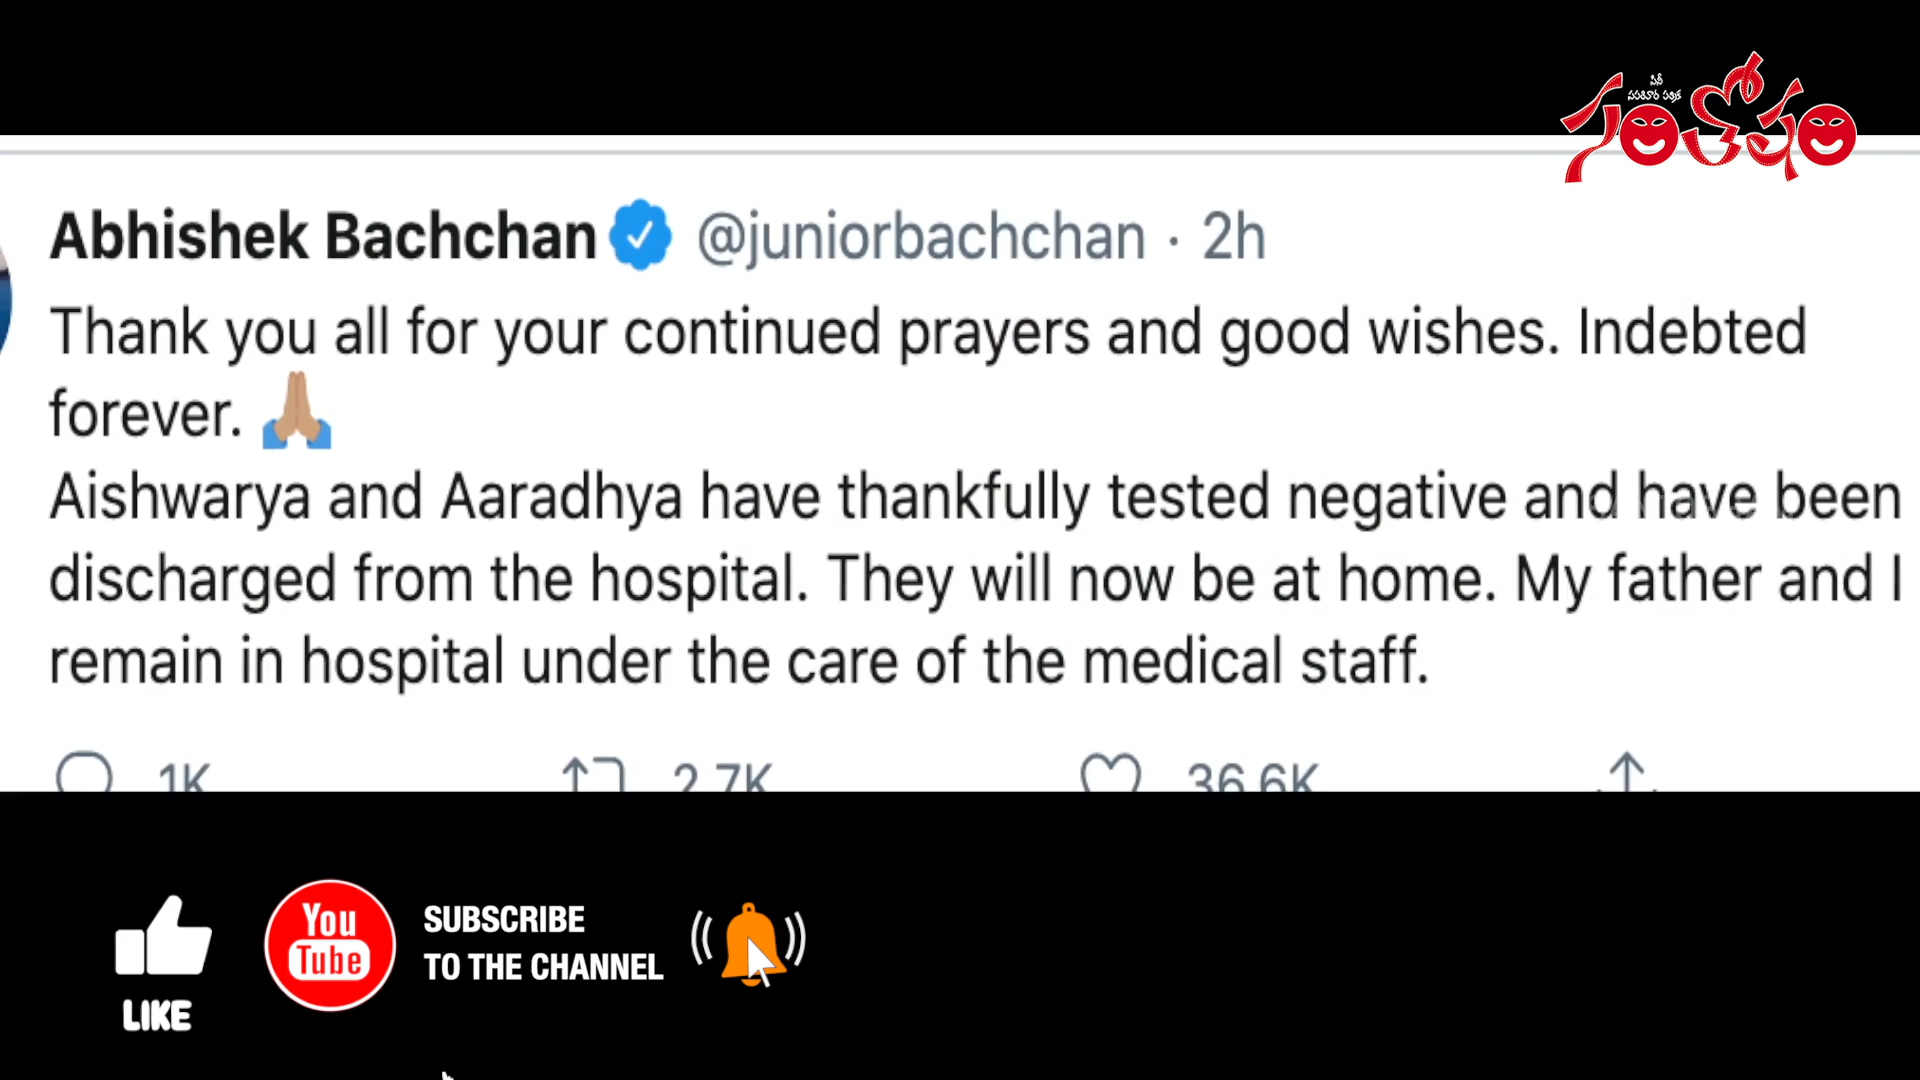 సినీ
సపరివార పత్రిక
సంతోషం
Abhishek Bachchan @juniorbachchan · 2h
Thank you all for your continued prayers and good wishes. Indebted
forever. 🙏🏽
Aishwarya and Aaradhya have thankfully tested negative and have been
discharged from the hospital. They will now be at home. My father and I
remain in hospital under the care of the medical staff.
1K 2.7K 36.6K
You
Tube
SUBSCRIBE
TO THE CHANNEL
LIKE